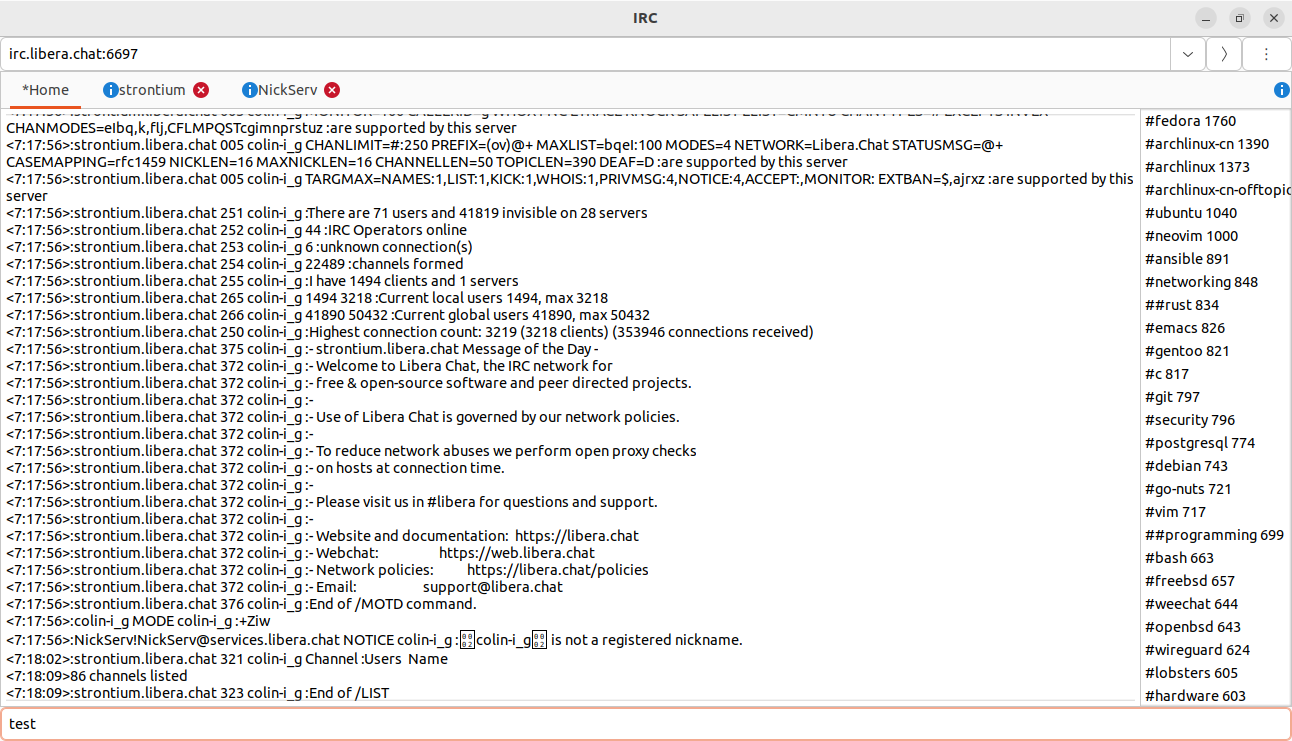 IRC
irc.libera.chat:6697
*Home
strontium
NickServ
CHANMODES=eIbq,k,flj,CFLMPQSTcgimnprstuz :are supported by this server
<7:17:56>:strontium.libera.chat 005 colin-i_g CHANLIMIT=#:250 PREFIX=(ov)@+ MAXLIST=bqeI:100 MODES=4 NETWORK=Libera.Chat STATUSMSG=@+
CASEMAPPING=rfc1459 NICKLEN=16 MAXNICKLEN=16 CHANNELLEN=50 TOPICLEN=390 DEAF=D :are supported by this server
<7:17:56>:strontium.libera.chat 005 colin-i_g TARGMAX=NAMES:1,LIST:1,KICK:1,WHOIS:1,PRIVMSG:4,NOTICE:4,ACCEPT:,MONITOR: EXTBAN=$,ajrxz :are supported by this
server
<7:17:56>:strontium.libera.chat 251 colin-i_g :There are 71 users and 41819 invisible on 28 servers
<7:17:56>:strontium.libera.chat 252 colin-i_g 44 :IRC Operators online
<7:17:56>:strontium.libera.chat 253 colin-i_g 6 :unknown connection(s)
<7:17:56>:strontium.libera.chat 254 colin-i_g 22489 :channels formed
<7:17:56>:strontium.libera.chat 255 colin-i_g :I have 1494 clients and 1 servers
<7:17:56>:strontium.libera.chat 265 colin-i_g 1494 3218 :Current local users 1494, max 3218
<7:17:56>:strontium.libera.chat 266 colin-i_g 41890 50432 :Current global users 41890, max 50432
<7:17:56>:strontium.libera.chat 250 colin-i_g :Highest connection count: 3219 (3218 clients) (353946 connections received)
<7:17:56>:strontium.libera.chat 375 colin-i_g :- strontium.libera.chat Message of the Day -
<7:17:56>:strontium.libera.chat 372 colin-i_g :- Welcome to Libera Chat, the IRC network for
<7:17:56>:strontium.libera.chat 372 colin-i_g :- free & open-source software and peer directed projects.
<7:17:56>:strontium.libera.chat 372 colin-i_g :-
<7:17:56>:strontium.libera.chat 372 colin-i_g :- Use of Libera Chat is governed by our network policies.
<7:17:56>:strontium.libera.chat 372 colin-i_g :-
<7:17:56>:strontium.libera.chat 372 colin-i_g :- To reduce network abuses we perform open proxy checks
<7:17:56>:strontium.libera.chat 372 colin-i_g :- on hosts at connection time.
<7:17:56>:strontium.libera.chat 372 colin-i_g :-
<7:17:56>:strontium.libera.chat 372 colin-i_g :- Please visit us in #libera for questions and support.
<7:17:56>:strontium.libera.chat 372 colin-i_g :-
<7:17:56>:strontium.libera.chat 372 colin-i_g :- Website and documentation: https://libera.chat
<7:17:56>:strontium.libera.chat 372 colin-i_g :- Webchat: https://web.libera.chat
<7:17:56>:strontium.libera.chat 372 colin-i_g :- Network policies: https://libera.chat/policies
<7:17:56>:strontium.libera.chat 372 colin-i_g :- Email: support@libera.chat
<7:17:56>:strontium.libera.chat 376 colin-i_g :End of /MOTD command.
<7:17:56>:colin-i_g MODE colin-i_g :+Ziw
<7:17:56>:NickServ!NickServ@services.libera.chat NOTICE colin-i_g :colin-i_g is not a registered nickname.
<7:18:02>:strontium.libera.chat 321 colin-i_g Channel :Users Name
<7:18:09>86 channels listed
<7:18:09>:strontium.libera.chat 323 colin-i_g :End of /LIST
#fedora 1760
#archlinux-cn 1390
#archlinux 1373
#archlinux-cn-offtopic
#ubuntu 1040
#neovim 1000
#ansible 891
#networking 848
##rust 834
#emacs 826
#gentoo 821
#c 817
#git 797
#security 796
#postgresql 774
#debian 743
#go-nuts 721
#vim 717
##programming 699
#bash 663
#freebsd 657
#weechat 644
#openbsd 643
#wireguard 624
#lobsters 605
#hardware 603
test